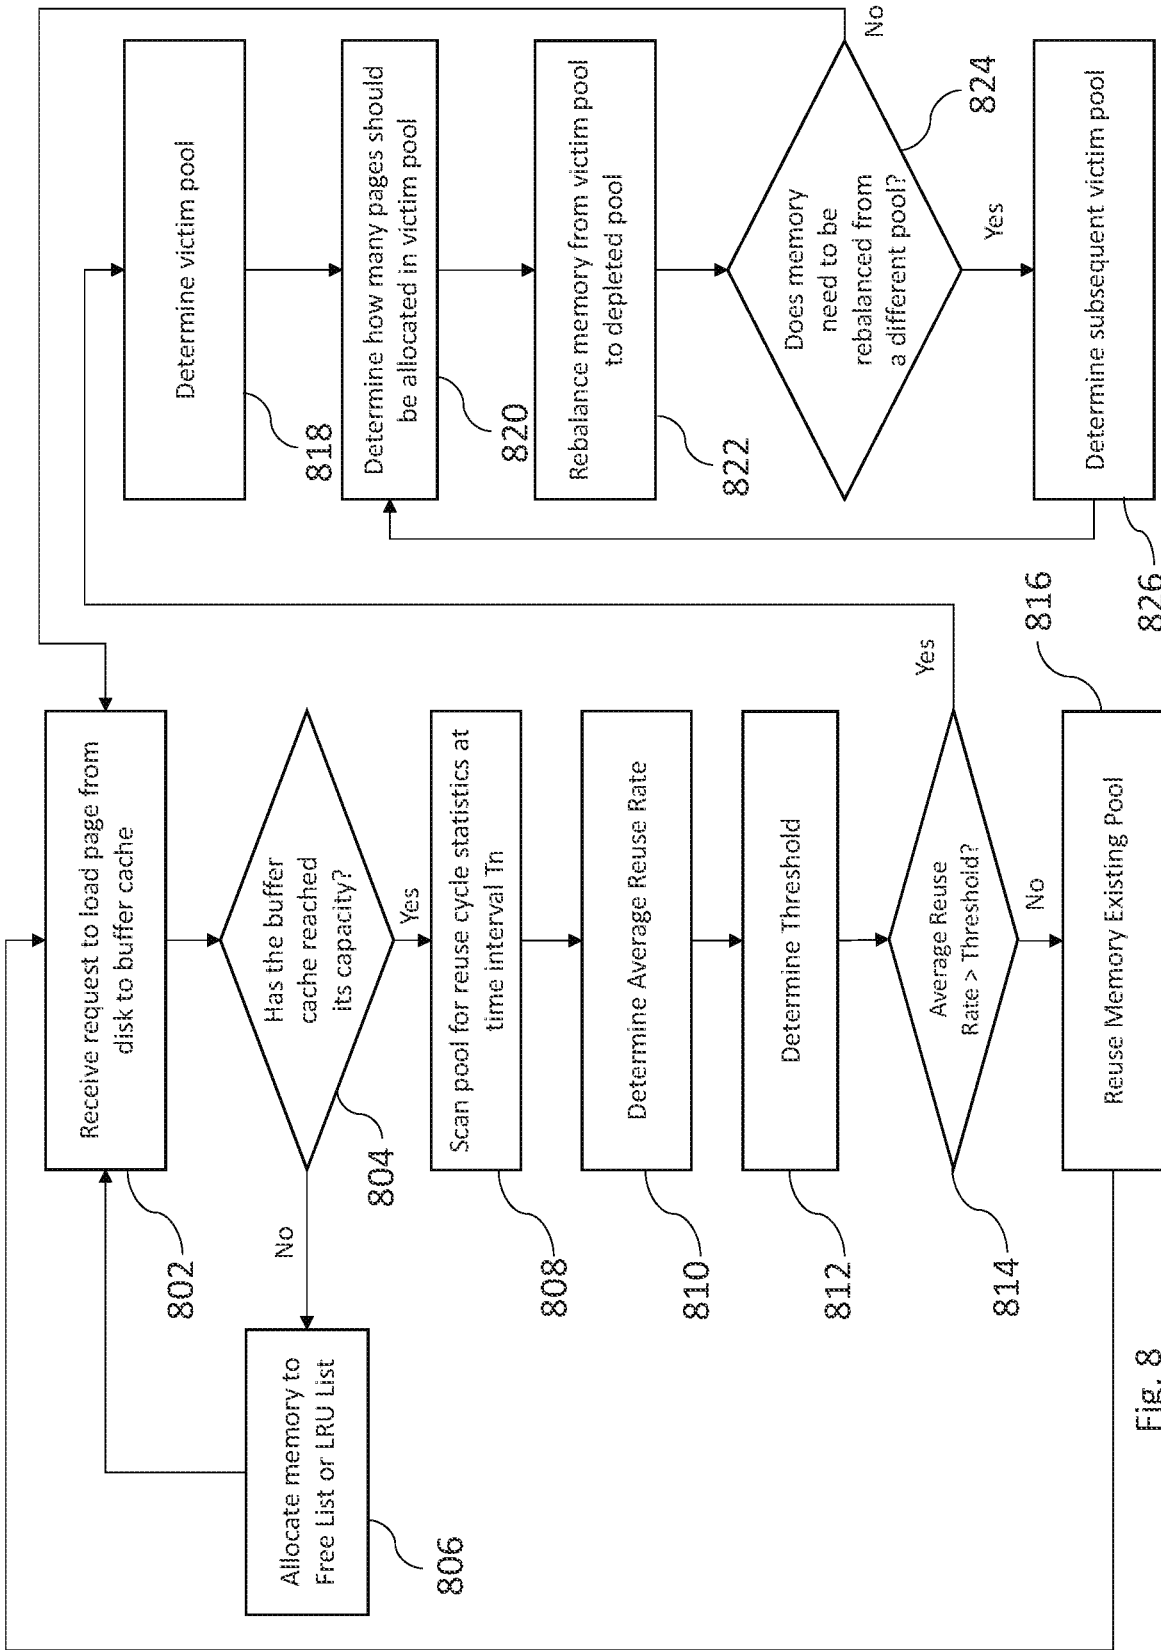 Receive request to load page from
disk to buffer cache
802
Has the buffer
cache reached
its capacity?
804
No
Yes
Allocate memory to
Free List or LRU List
806
Scan pool for reuse cycle statistics at
time interval Tn
808
Determine Average Reuse Rate
810
Determine Threshold
812
Average Reuse
Rate > Threshold?
814
Yes
No
Reuse Memory Existing Pool
816
Determine victim pool
818
Determine how many pages should
be allocated in victim pool
820
Rebalance memory from victim pool
to depleted pool
822
Does memory
need to be
rebalanced from
a different pool?
824
No
Yes
Determine subsequent victim pool
826
Fig. 8